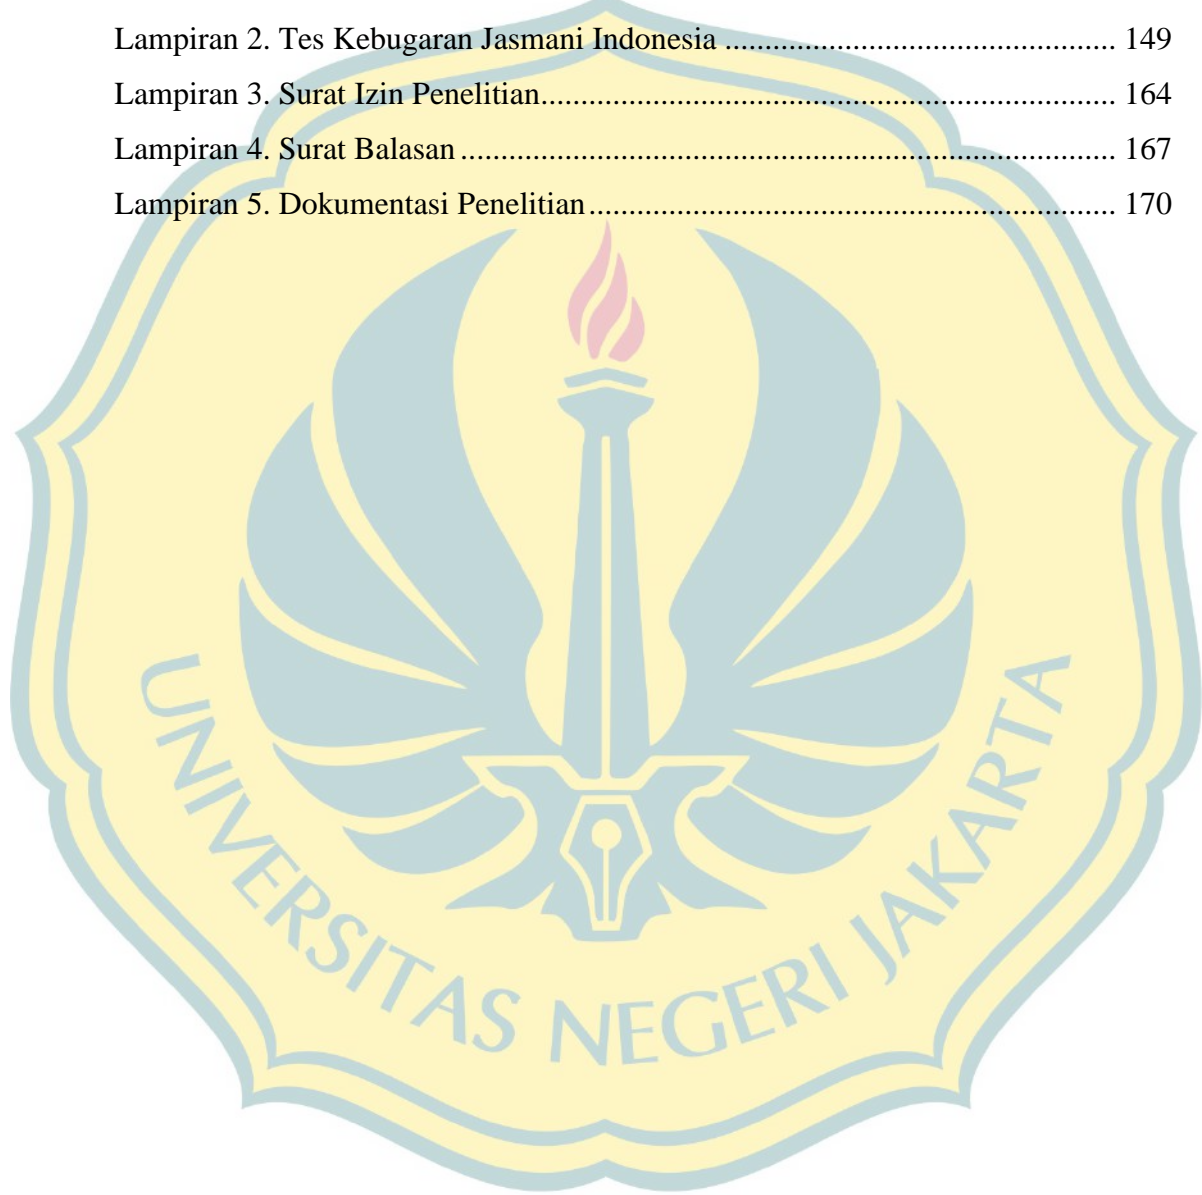 Lampiran 2. Tes Kebugaran Jasmani Indonesia ................................................ 149
Lampiran 3. Surat Izin Penelitian....................................................................... 164
Lampiran 4. Surat Balasan ................................................................................. 167
Lampiran 5. Dokumentasi Penelitian ................................................................. 170
UNIVERSITAS NEGERI JAKARTA